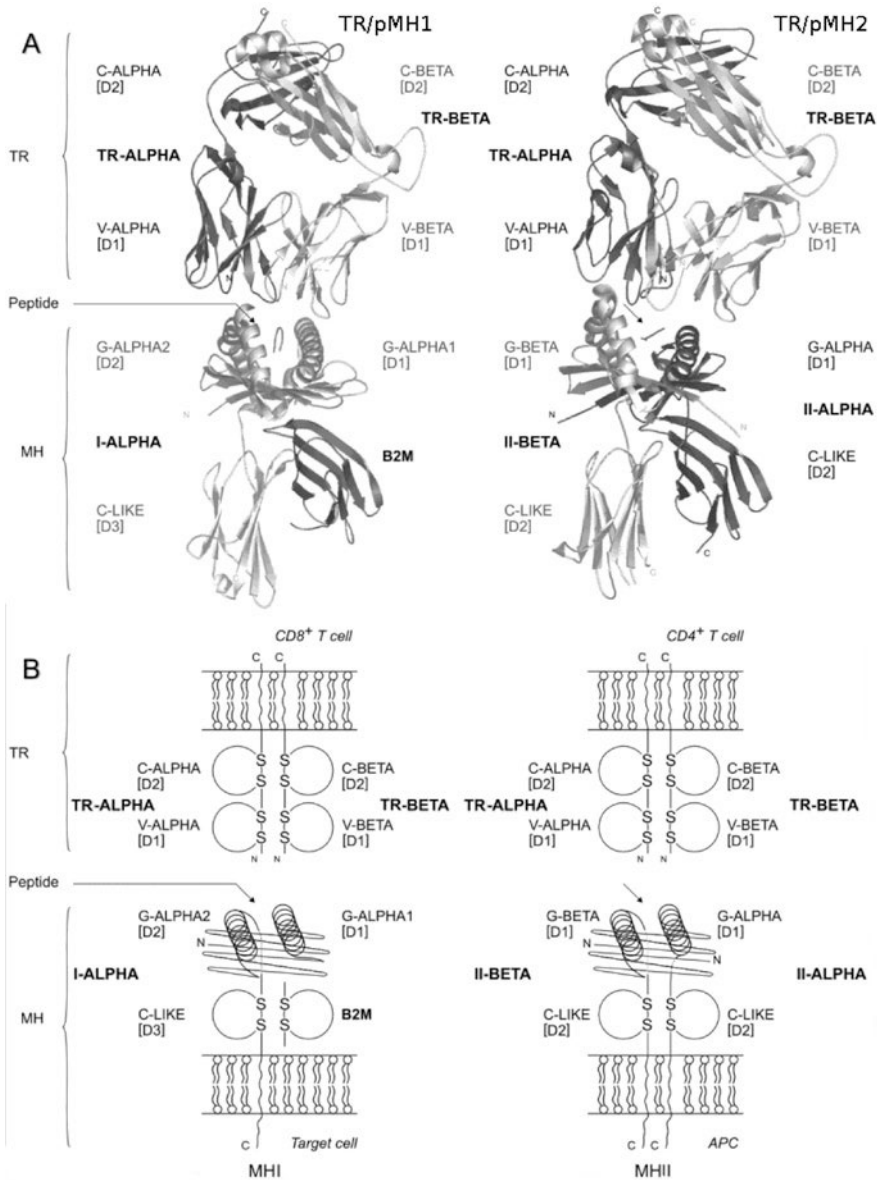 A
TR/pMH1
TR/pMH2
C
C
C
C
C-ALPHA
[D2]
C-BETA
[D2]
C-ALPHA
[D2]
C-BETA
[D2]
TR-BETA
TR-BETA
TR
TR-ALPHA
TR-ALPHA
V-ALPHA
[D1]
V-BETA
[D1]
V-ALPHA
[D1]
V-BETA
[D1]
N
N
N
N
Peptide
G-ALPHA2
[D2]
G-ALPHA1
[D1]
G-BETA
[D1]
G-ALPHA
[D1]
N
N
N
II-ALPHA
MH
I-ALPHA
B2M
II-BETA
C-LIKE
[D2]
C-LIKE
[D3]
C-LIKE
[D2]
C
C
B
CD8+ T cell
CD4+ T cell
C C
C C
TR
C-ALPHA
[D2]
S S
S S
C-BETA
[D2]
C-ALPHA
[D2]
S S
S S
C-BETA
[D2]
TR-ALPHA
TR-BETA
TR-ALPHA
TR-BETA
V-ALPHA
[D1]
S S
S S
V-BETA
[D1]
V-ALPHA
[D1]
S S
S S
V-BETA
[D1]
N N
N N
Peptide
G-ALPHA2
[D2]
G-ALPHA1
[D1]
G-BETA
[D1]
G-ALPHA
[D1]
N
N
N
I-ALPHA
II-BETA
II-ALPHA
MH
C-LIKE
[D3]
S S
S S
B2M
C-LIKE
[D2]
S S
S S
C-LIKE
[D2]
C
Target cell
C C
APC
MHI
MHII